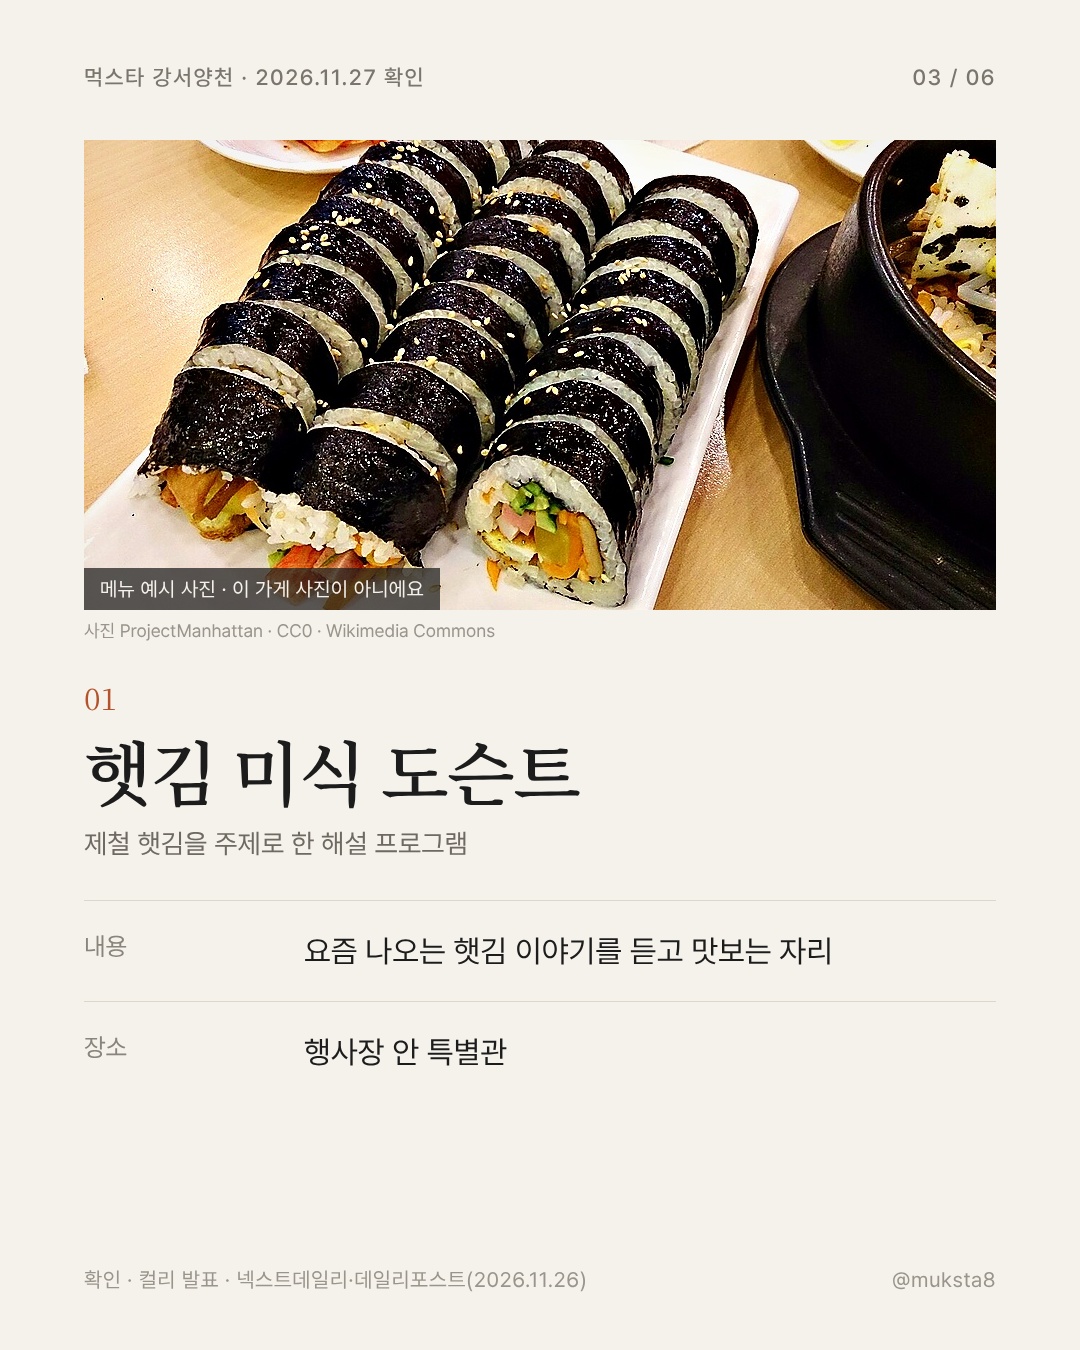 먹스타 강서양천 · 2026.11.27 확인
03 / 06
메뉴 예시 사진 · 이 가게 사진이 아니에요
사진 ProjectManhattan · CC0 · Wikimedia Commons
01
햇김 미식 도슨트
제철 햇김을 주제로 한 해설 프로그램
내용
요즘 나오는 햇김 이야기를 듣고 맛보는 자리
장소
행사장 안 특별관
확인 · 컬리 발표 · 넥스트데일리·데일리포스트(2026.11.26)
@muksta8